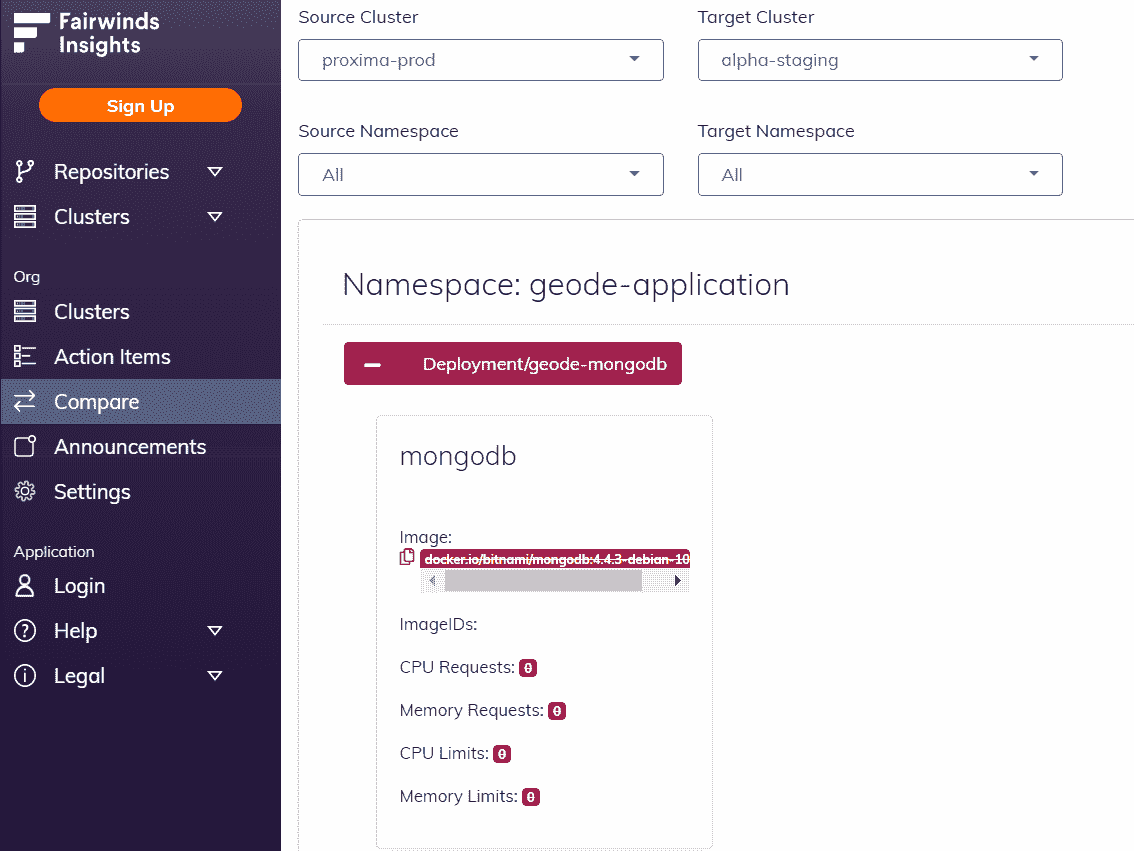 Fairwinds
Insights
Sign Up
Repositories
Clusters
Org
Clusters
Action Items
Compare
Announcements
Settings
Application
Login
Help
Legal
Source Cluster
Target Cluster
proxima-prod
alpha-staging
Source Namespace
Target Namespace
All
All
Namespace: geode-application
Deployment/geode-mongodb
mongodb
Image:
docker.io/bitnami/mongodb:4.4.3-debian-10
ImageIDs:
CPU Requests: 0
Memory Requests: 0
CPU Limits: 0
Memory Limits: 0